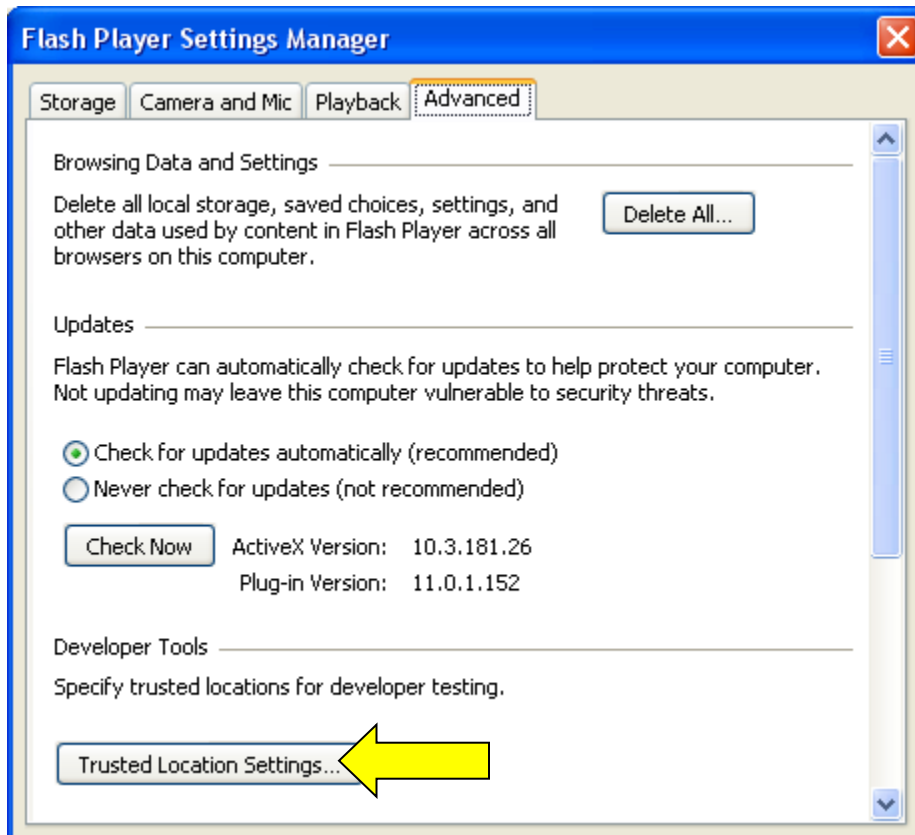 Flash Player Settings Manager
Storage
Camera and Mic
Playback
Advanced
Browsing Data and Settings
Delete all local storage, saved choices, settings, and
other data used by content in Flash Player across all
browsers on this computer.
Delete All...
Updates
Flash Player can automatically check for updates to help protect your computer.
Not updating may leave this computer vulnerable to security threats.
Check for updates automatically (recommended)
Never check for updates (not recommended)
Check Now
ActiveX Version: 10.3.181.26
Plug-in Version: 11.0.1.152
Developer Tools
Specify trusted locations for developer testing.
Trusted Location Settings...